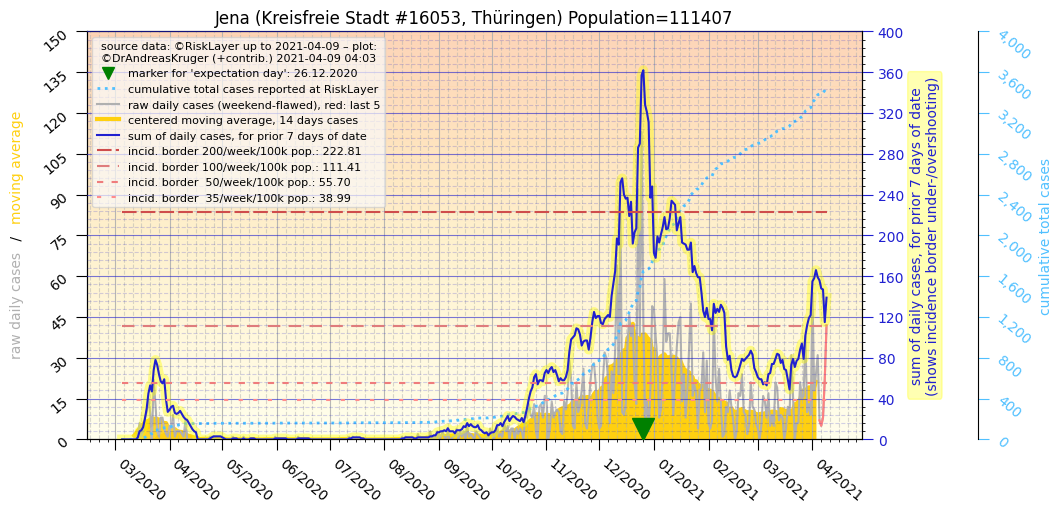 Jena (Kreisfreie Stadt #16053, Thüringen) Population=111407
source data: ©RiskLayer up to 2021-04-09 – plot:
©DrAndreasKruger (+contrib.) 2021-04-09 04:03
marker for 'expectation day': 26.12.2020
cumulative total cases reported at RiskLayer
raw daily cases (weekend-flawed), red: last 5
centered moving average, 14 days cases
sum of daily cases, for prior 7 days of date
incid. border 200/week/100k pop.: 222.81
incid. border 100/week/100k pop.: 111.41
incid. border  50/week/100k pop.: 55.70
incid. border  35/week/100k pop.: 38.99
raw daily cases / moving average
150
135
120
105
90
75
60
45
30
15
0
03/2020
04/2020
05/2020
06/2020
07/2020
08/2020
09/2020
10/2020
11/2020
12/2020
01/2021
02/2021
03/2021
04/2021
400
360
320
280
240
200
160
120
80
40
0
sum of daily cases, for prior 7 days of date
(shows incidence border under-/overshooting)
4,000
3,600
3,200
2,800
2,400
2,000
1,600
1,200
800
400
0
cumulative total cases